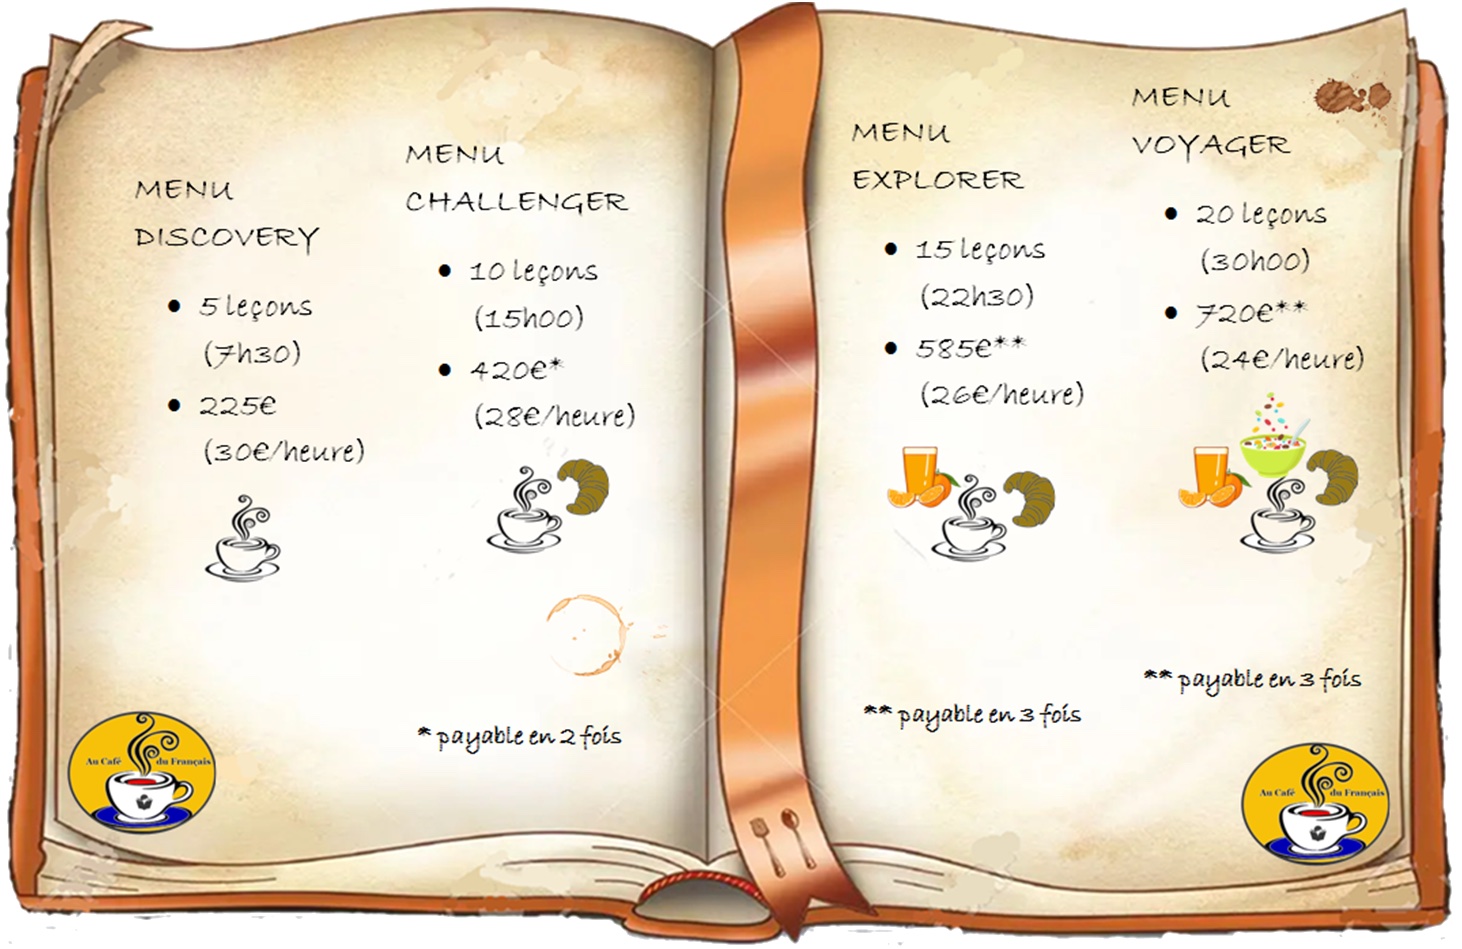 MENU
DISCOVERY
• 5 leçons
(7h30)
• 225€
(30€/heure)
MENU
CHALLENGER
• 10 leçons
(15h00)
• 420€*
(28€/heure)
* payable en 2 fois
Au Café du Français
MENU
EXPLORER
• 15 leçons
(22h30)
• 585€**
(26€/heure)
** payable en 3 fois
MENU
VOYAGER
• 20 leçons
(30h00)
• 720€**
(24€/heure)
** payable en 3 fois
Au Café du Français